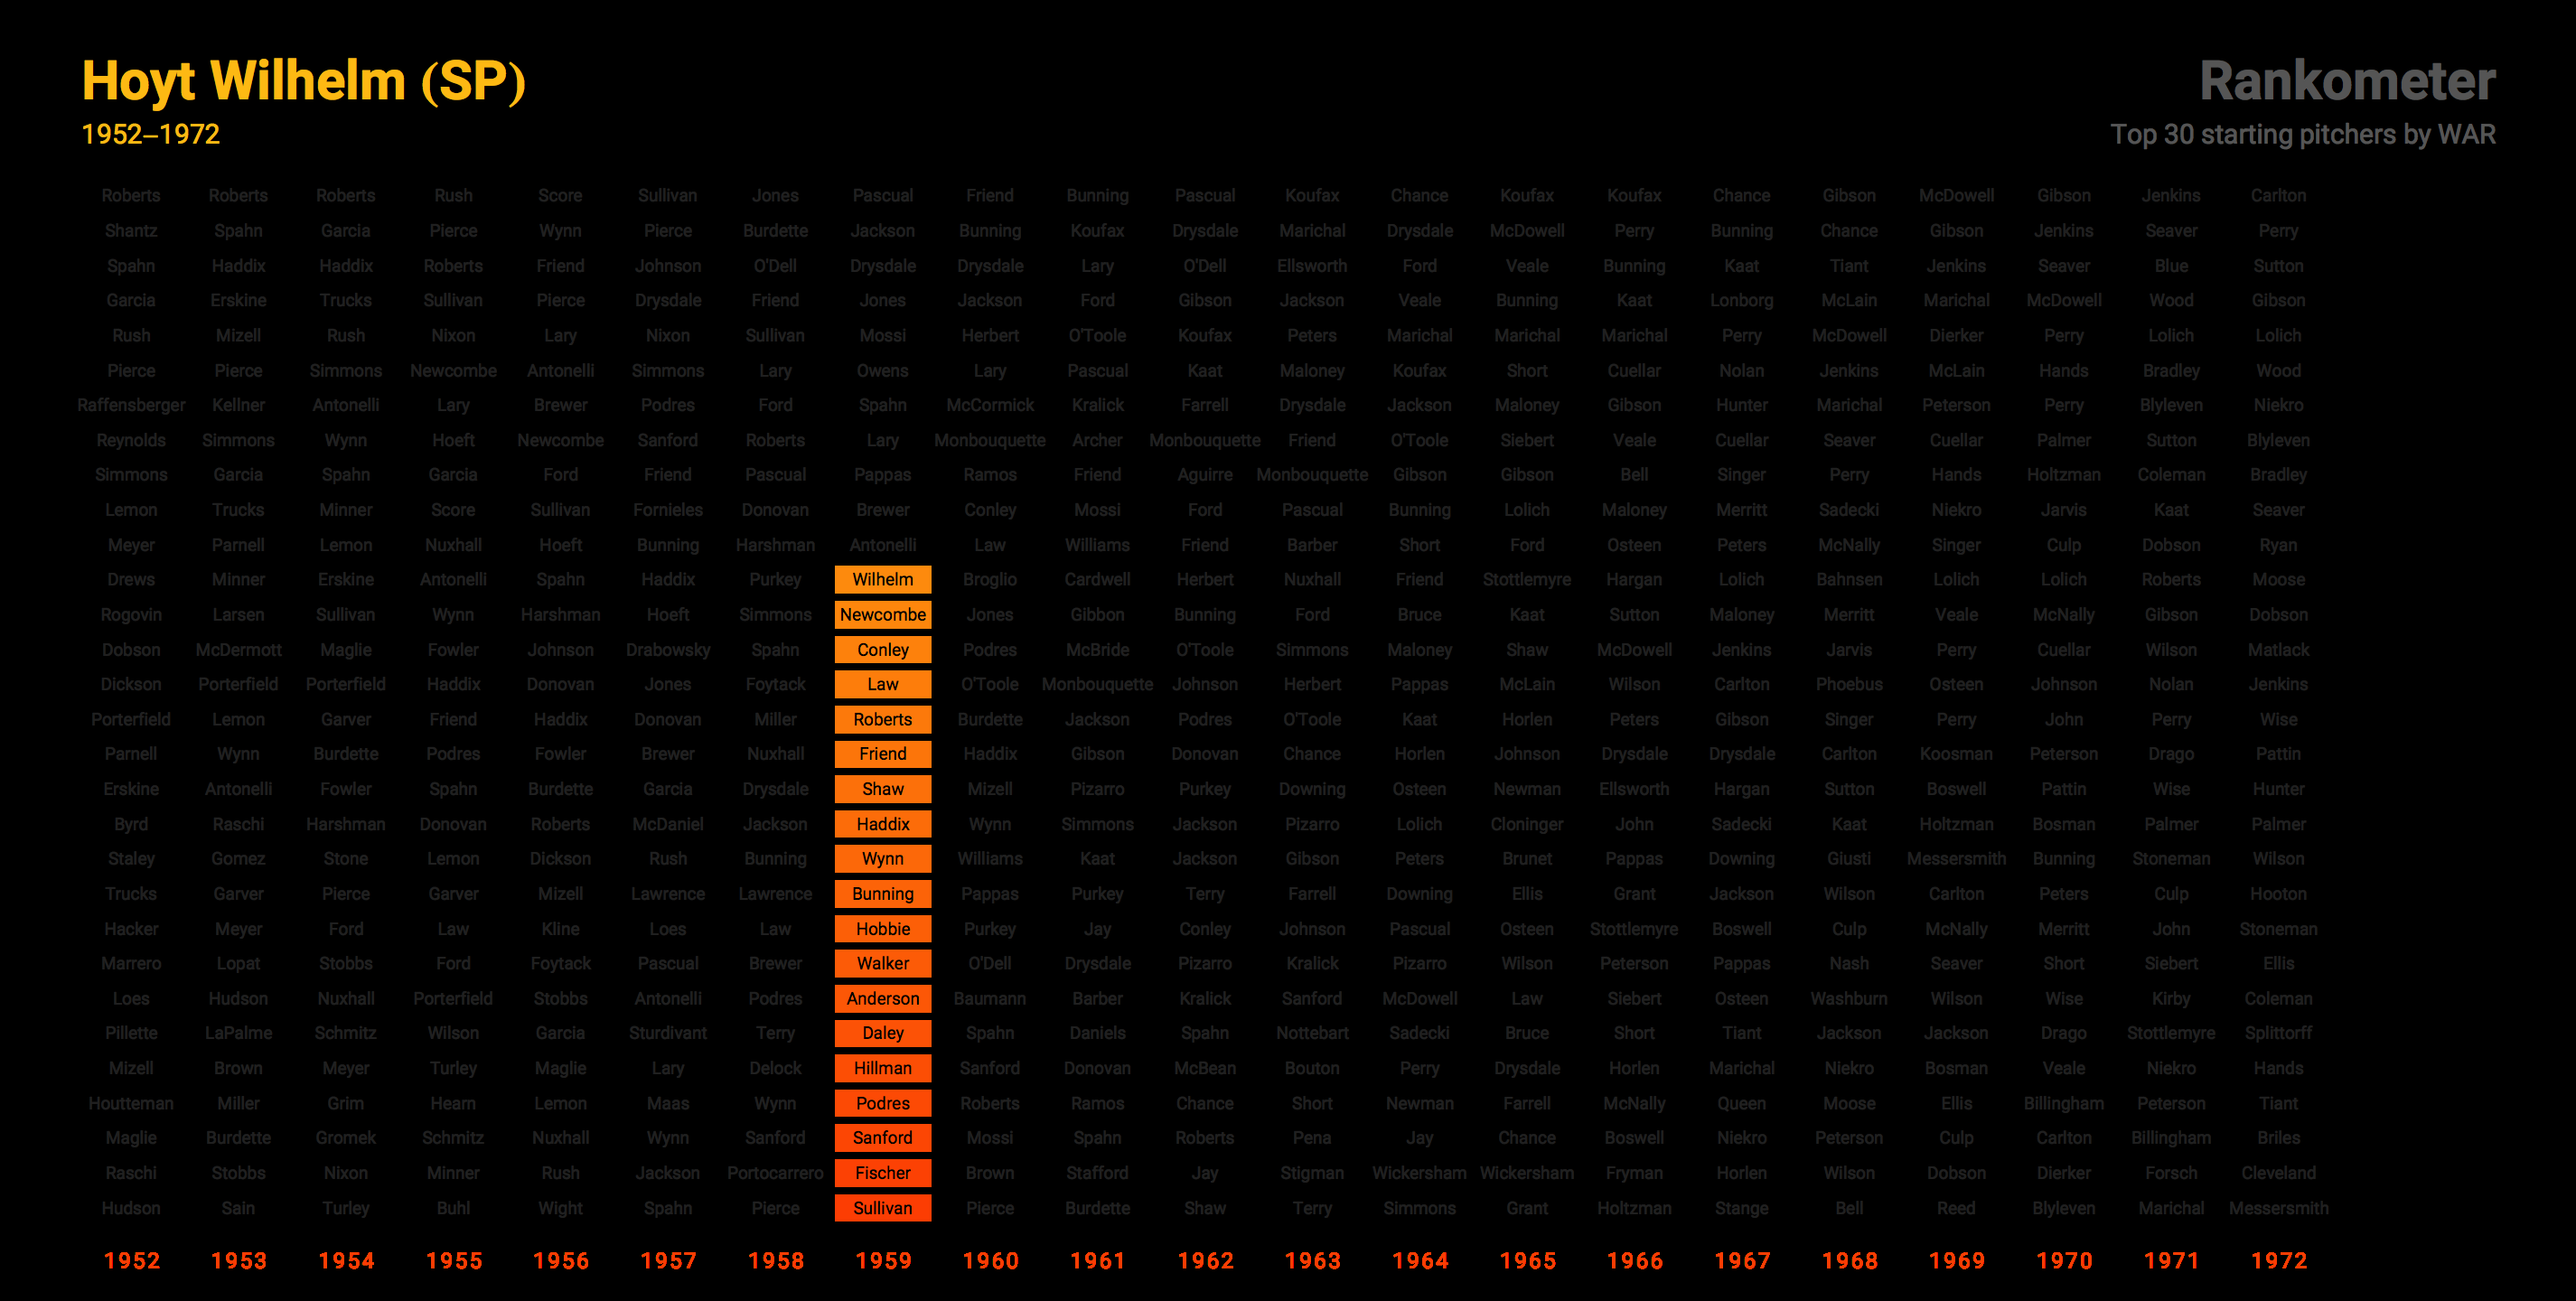 Hoyt Wilhelm (SP)
Rankometer
1952–1972
Top 30 starting pitchers by WAR
Roberts Roberts Roberts Rush Score Sullivan Jones Pascual Friend Bunning Pascual Koufax Chance Koufax Koufax Chance Gibson McDowell Gibson Jenkins Carlton
Shantz Spahn Garcia Pierce Wynn Pierce Burdette Jackson Bunning Koufax Drysdale Marichal Drysdale McDowell Perry Bunning Chance Gibson Jenkins Seaver Perry
Spahn Haddix Haddix Roberts Friend Johnson O'Dell Drysdale Drysdale Lary O'Dell Ellsworth Ford Veale Bunning Kaat Tiant Jenkins Seaver Blue Sutton
Garcia Erskine Trucks Sullivan Pierce Drysdale Friend Jones Jackson Ford Gibson Jackson Veale Bunning Kaat Lonborg McLain Marichal McDowell Wood Gibson
Rush Mizell Rush Nixon Lary Nixon Sullivan Mossi Herbert O'Toole Koufax Peters Marichal Marichal Marichal Perry McDowell Dierker Perry Lolich Lolich
Pierce Pierce Simmons Newcombe Antonelli Simmons Lary Owens Lary Pascual Kaat Maloney Koufax Short Cuellar Nolan Jenkins McLain Hands Bradley Wood
Raffensberger Kellner Antonelli Lary Brewer Podres Ford Spahn McCormick Kralick Farrell Drysdale Jackson Maloney Gibson Hunter Marichal Peterson Perry Blyleven Niekro
Reynolds Simmons Wynn Hoeft Newcombe Sanford Roberts Lary Monbouquette Archer Monbouquette Friend O'Toole Siebert Veale Cuellar Seaver Cuellar Palmer Sutton Blyleven
Simmons Garcia Spahn Garcia Ford Friend Pascual Pappas Ramos Friend Aguirre Monbouquette Gibson Gibson Bell Singer Perry Hands Holtzman Coleman Bradley
Lemon Trucks Minner Score Sullivan Fornieles Donovan Brewer Conley Mossi Ford Pascual Bunning Lolich Maloney Merritt Sadecki Niekro Jarvis Kaat Seaver
Meyer Parnell Lemon Nuxhall Hoeft Bunning Harshman Antonelli Law Williams Friend Barber Short Ford Osteen Peters McNally Singer Culp Dobson Ryan
Drews Minner Erskine Antonelli Spahn Haddix Purkey Wilhelm Broglio Cardwell Herbert Nuxhall Friend Stottlemyre Hargan Lolich Bahnsen Lolich Lolich Roberts Moose
Rogovin Larsen Sullivan Wynn Harshman Hoeft Simmons Newcombe Jones Gibbon Bunning Ford Bruce Kaat Sutton Maloney Merritt Veale McNally Gibson Dobson
Dobson McDermott Maglie Fowler Johnson Drabowsky Spahn Conley Podres McBride O'Toole Simmons Maloney Shaw McDowell Jenkins Jarvis Perry Cuellar Wilson Matlack
Dickson Porterfield Porterfield Haddix Donovan Jones Foytack Law O'Toole Monbouquette Johnson Herbert Pappas McLain Wilson Carlton Phoebus Osteen Johnson Nolan Jenkins
Porterfield Lemon Garver Friend Haddix Donovan Miller Roberts Burdette Jackson Podres O'Toole Kaat Horlen Peters Gibson Singer Perry John Perry Wise
Parnell Wynn Burdette Podres Fowler Brewer Nuxhall Friend Haddix Gibson Donovan Chance Horlen Johnson Drysdale Drysdale Carlton Koosman Peterson Drago Pattin
Erskine Antonelli Fowler Spahn Burdette Garcia Drysdale Shaw Mizell Pizarro Purkey Downing Osteen Newman Ellsworth Hargan Sutton Boswell Pattin Wise Hunter
Byrd Raschi Harshman Donovan Roberts McDaniel Jackson Haddix Wynn Simmons Jackson Pizarro Lolich Cloninger John Sadecki Kaat Holtzman Bosman Palmer Palmer
Staley Gomez Stone Lemon Dickson Rush Bunning Wynn Williams Kaat Jackson Gibson Peters Brunet Pappas Downing Giusti Messersmith Bunning Stoneman Wilson
Trucks Garver Pierce Garver Mizell Lawrence Lawrence Bunning Pappas Purkey Terry Farrell Downing Ellis Grant Jackson Wilson Carlton Peters Culp Hooton
Hacker Meyer Ford Law Kline Loes Law Hobbie Purkey Jay Conley Johnson Pascual Osteen Stottlemyre Boswell Culp McNally Merritt John Stoneman
Marrero Lopat Stobbs Ford Foytack Pascual Brewer Walker O'Dell Drysdale Pizarro Kralick Pizarro Wilson Peterson Pappas Nash Seaver Short Siebert Ellis
Loes Hudson Nuxhall Porterfield Stobbs Antonelli Podres Anderson Baumann Barber Kralick Sanford McDowell Law Siebert Osteen Washburn Wilson Wise Kirby Coleman
Pillette LaPalme Schmitz Wilson Garcia Sturdivant Terry Daley Spahn Daniels Spahn Nottebart Sadecki Bruce Short Tiant Jackson Jackson Drago Stottlemyre Splittorff
Mizell Brown Meyer Turley Maglie Lary Delock Hillman Sanford Donovan McBean Bouton Perry Drysdale Horlen Marichal Niekro Bosman Veale Niekro Hands
Houtteman Miller Grim Hearn Lemon Maas Wynn Podres Roberts Ramos Chance Short Newman Farrell McNally Queen Moose Ellis Billingham Peterson Tiant
Maglie Burdette Gromek Schmitz Nuxhall Wynn Sanford Sanford Mossi Spahn Roberts Pena Jay Chance Boswell Niekro Peterson Culp Carlton Billingham Briles
Raschi Stobbs Nixon Minner Rush Jackson Portocarrero Fischer Brown Stafford Jay Stigman Wickersham Wickersham Fryman Horlen Wilson Dobson Dierker Forsch Cleveland
Hudson Sain Turley Buhl Wight Spahn Pierce Sullivan Pierce Burdette Shaw Terry Simmons Grant Holtzman Stange Bell Reed Blyleven Marichal Messersmith
1952 1953 1954 1955 1956 1957 1958 1959 1960 1961 1962 1963 1964 1965 1966 1967 1968 1969 1970 1971 1972